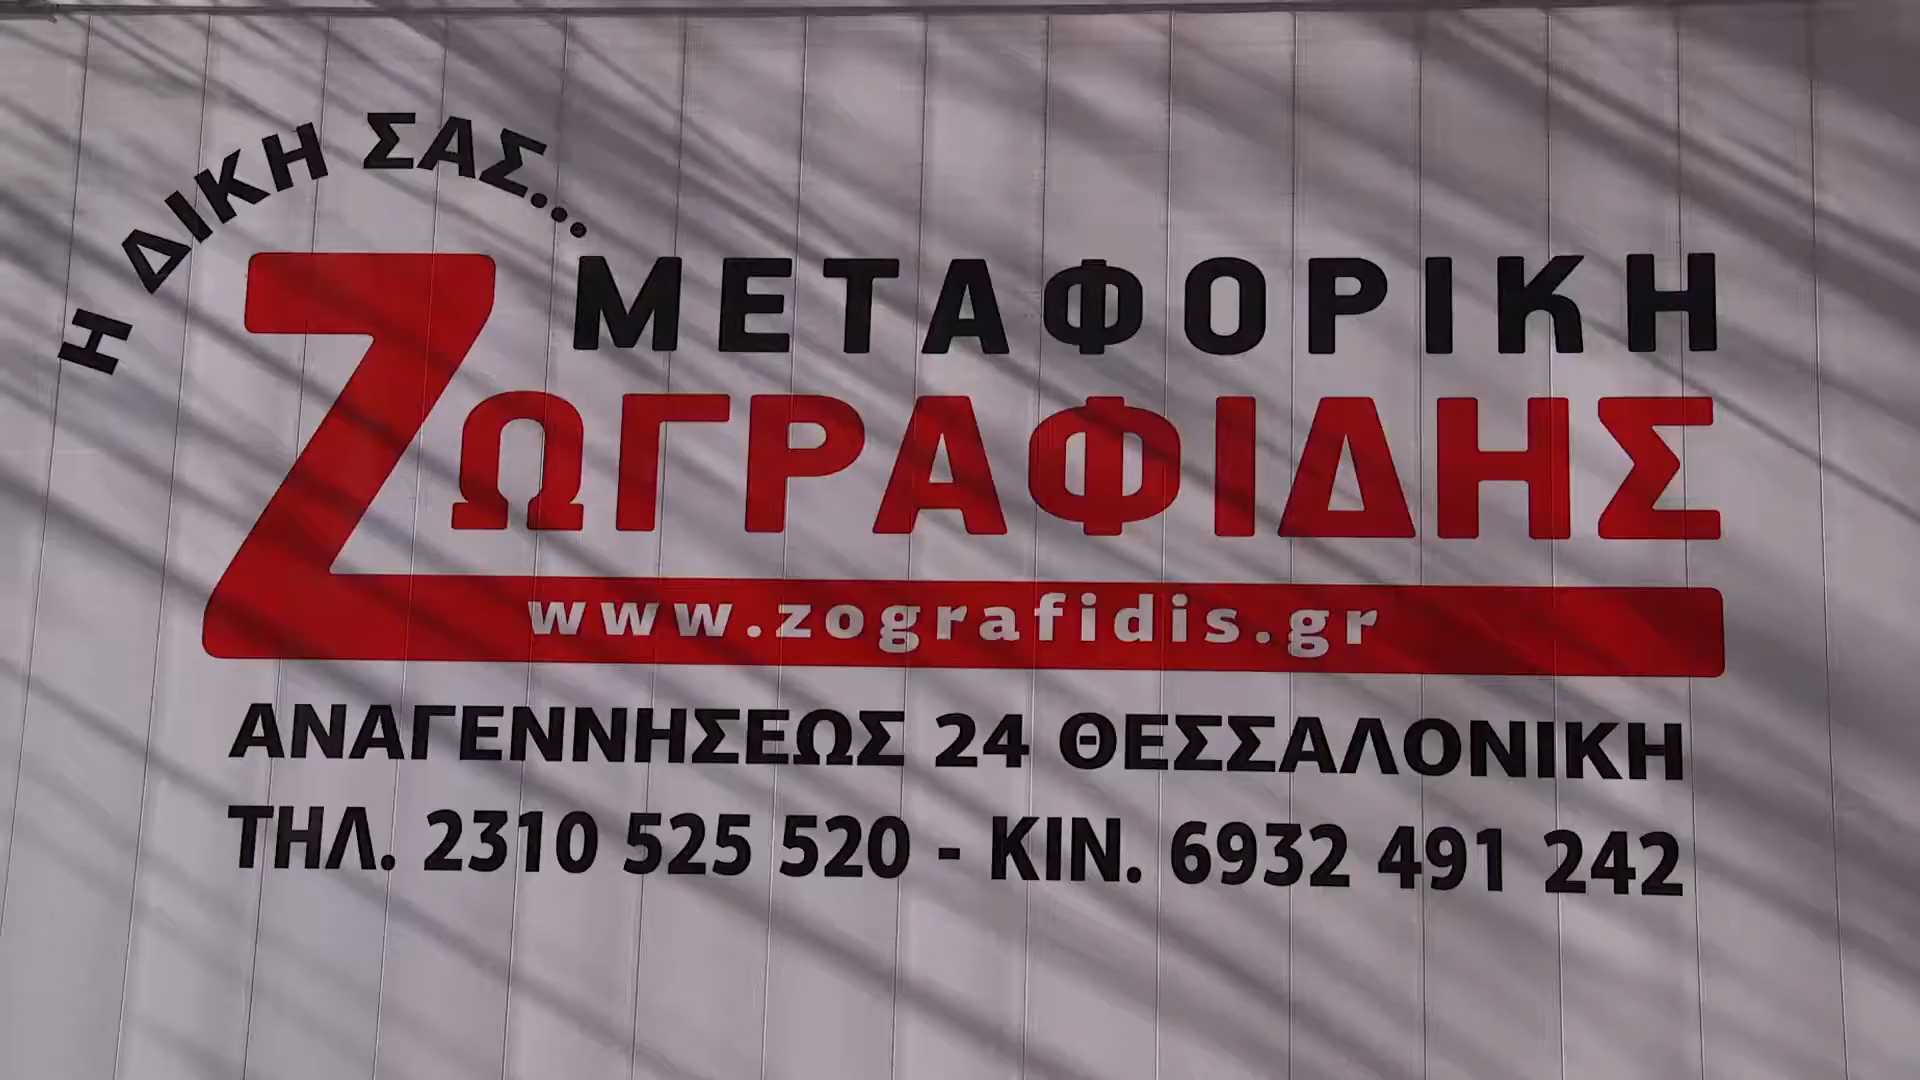 Η ΔΙΚΗ ΣΑΣ...
ΜΕΤΑΦΟΡΙΚΗ
ΖΩΓΡΑΦΙΔΗΣ
www.zografidis.gr
ΑΝΑΓΕΝΝΗΣΕΩΣ 24 ΘΕΣΣΑΛΟΝΙΚΗ
ΤΗΛ. 2310 525 520 - ΚΙΝ. 6932 491 242